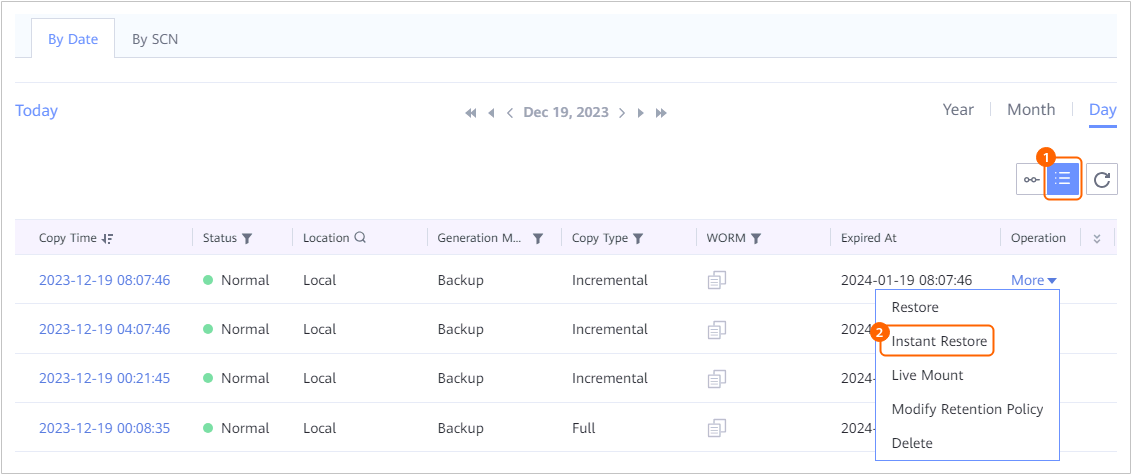 By Date By SCN
Today Dec 19, 2023 Year Month Day
1
Copy Time Status Location Generation M... Copy Type WORM Expired At Operation
2023-12-19 08:07:46 Normal Local Backup Incremental 2024-01-19 08:07:46 More
Restore
2023-12-19 04:07:46 Normal Local Backup Incremental 2024
2 Instant Restore
2023-12-19 00:21:45 Normal Local Backup Incremental 2024-
Live Mount
Modify Retention Policy
2023-12-19 00:08:35 Normal Local Backup Full 2024-
Delete